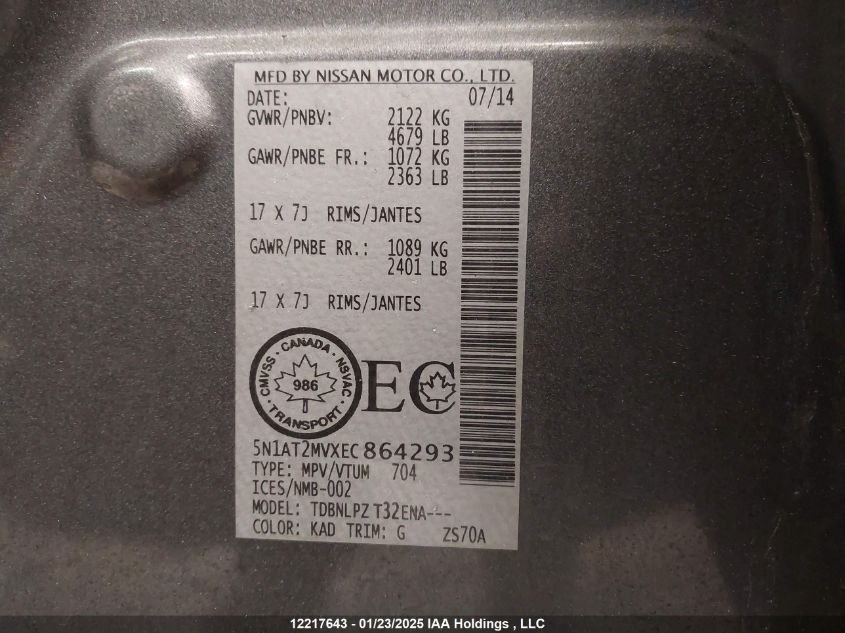 MFD BY NISSAN MOTOR CO., LTD.
DATE: 07/14
GVWR/PNBV: 2122 KG
4679 LB
GAWR/PNBE FR.: 1072 KG
2363 LB
17 X 7J RIMS/JANTES
GAWR/PNBE RR.: 1089 KG
2401 LB
17 X 7J RIMS/JANTES
CMVSS · CANADA · NSVAC · TRANSPORT ·
986
EC
5N1AT2MVXEC864293
TYPE: MPV/VTUM 704
ICES/NMB-002
MODEL: TDBNLPZ T32ENA---
COLOR: KAD TRIM: G ZS70A
12217643 - 01/23/2025 IAA Holdings , LLC